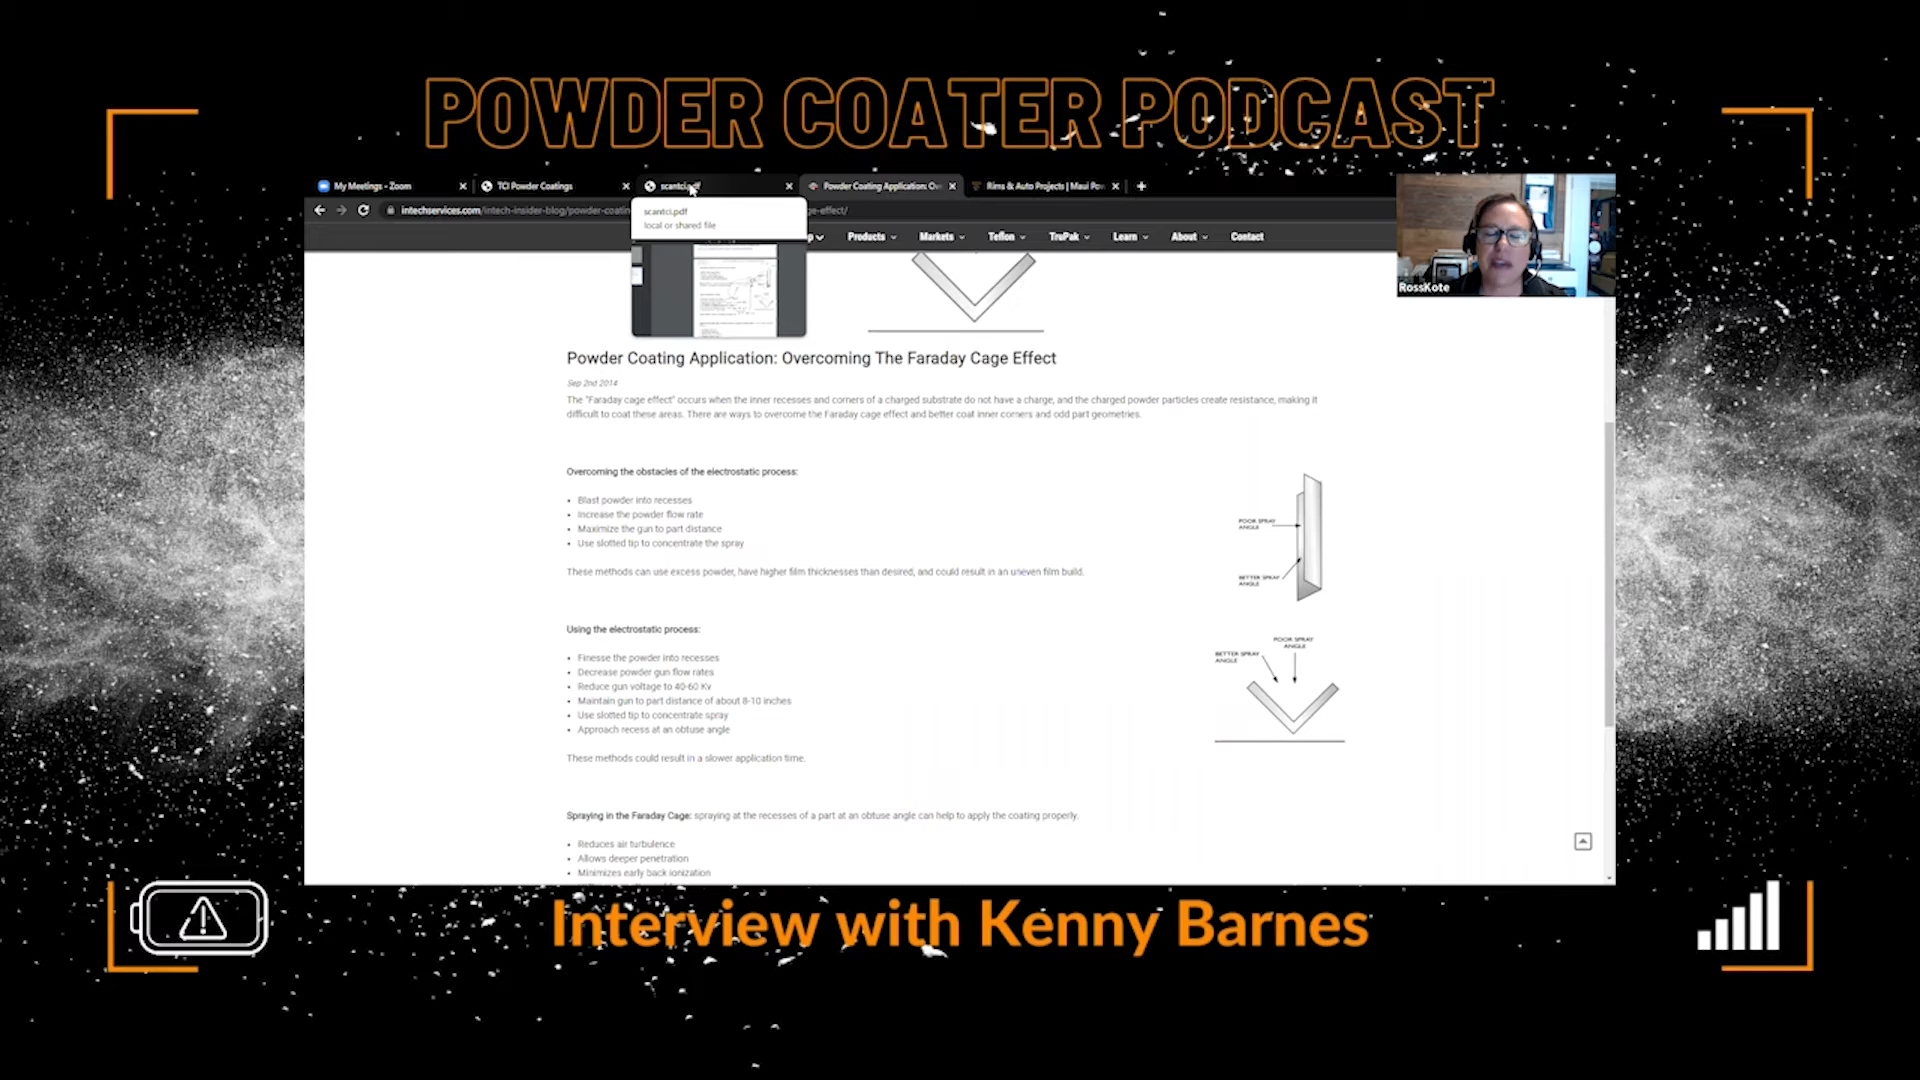 POWDER COATER PODCAST
My Meetings - Zoom
TCI Powder Coatings
scantci.pdf
Powder Coating Application: Ov
Rims & Auto Projects | Maui Pow
intechservices.com/intech-insider-blog/powder-coatin
ge-effect/
scantci.pdf
local or shared file
Products
Markets
Teflon
TruPak
Learn
About
Contact
RossKote
Powder Coating Application: Overcoming The Faraday Cage Effect
Sep 2nd 2014
The "Faraday cage effect" occurs when the inner recesses and corners of a charged substrate do not have a charge, and the charged powder particles create resistance, making it
difficult to coat these areas. There are ways to overcome the Faraday cage effect and better coat inner corners and odd part geometries.
Overcoming the obstacles of the electrostatic process:
Blast powder into recesses
Increase the powder flow rate
Maximize the gun to part distance
Use slotted tip to concentrate the spray
POOR SPRAY
ANGLE
BETTER SPRAY
ANGLE
These methods can use excess powder, have higher film thicknesses than desired, and could result in an uneven film build.
Using the electrostatic process:
Finesse the powder into recesses
Decrease powder gun flow rates
Reduce gun voltage to 40-60 Kv
Maintain gun to part distance of about 8-10 inches
Use slotted tip to concentrate spray
Approach recess at an obtuse angle
POOR SPRAY
ANGLE
BETTER SPRAY
ANGLE
These methods could result in a slower application time.
Spraying in the Faraday Cage: spraying at the recesses of a part at an obtuse angle can help to apply the coating properly.
Reduces air turbulence
Allows deeper penetration
Minimizes early back ionization
Interview with Kenny Barnes